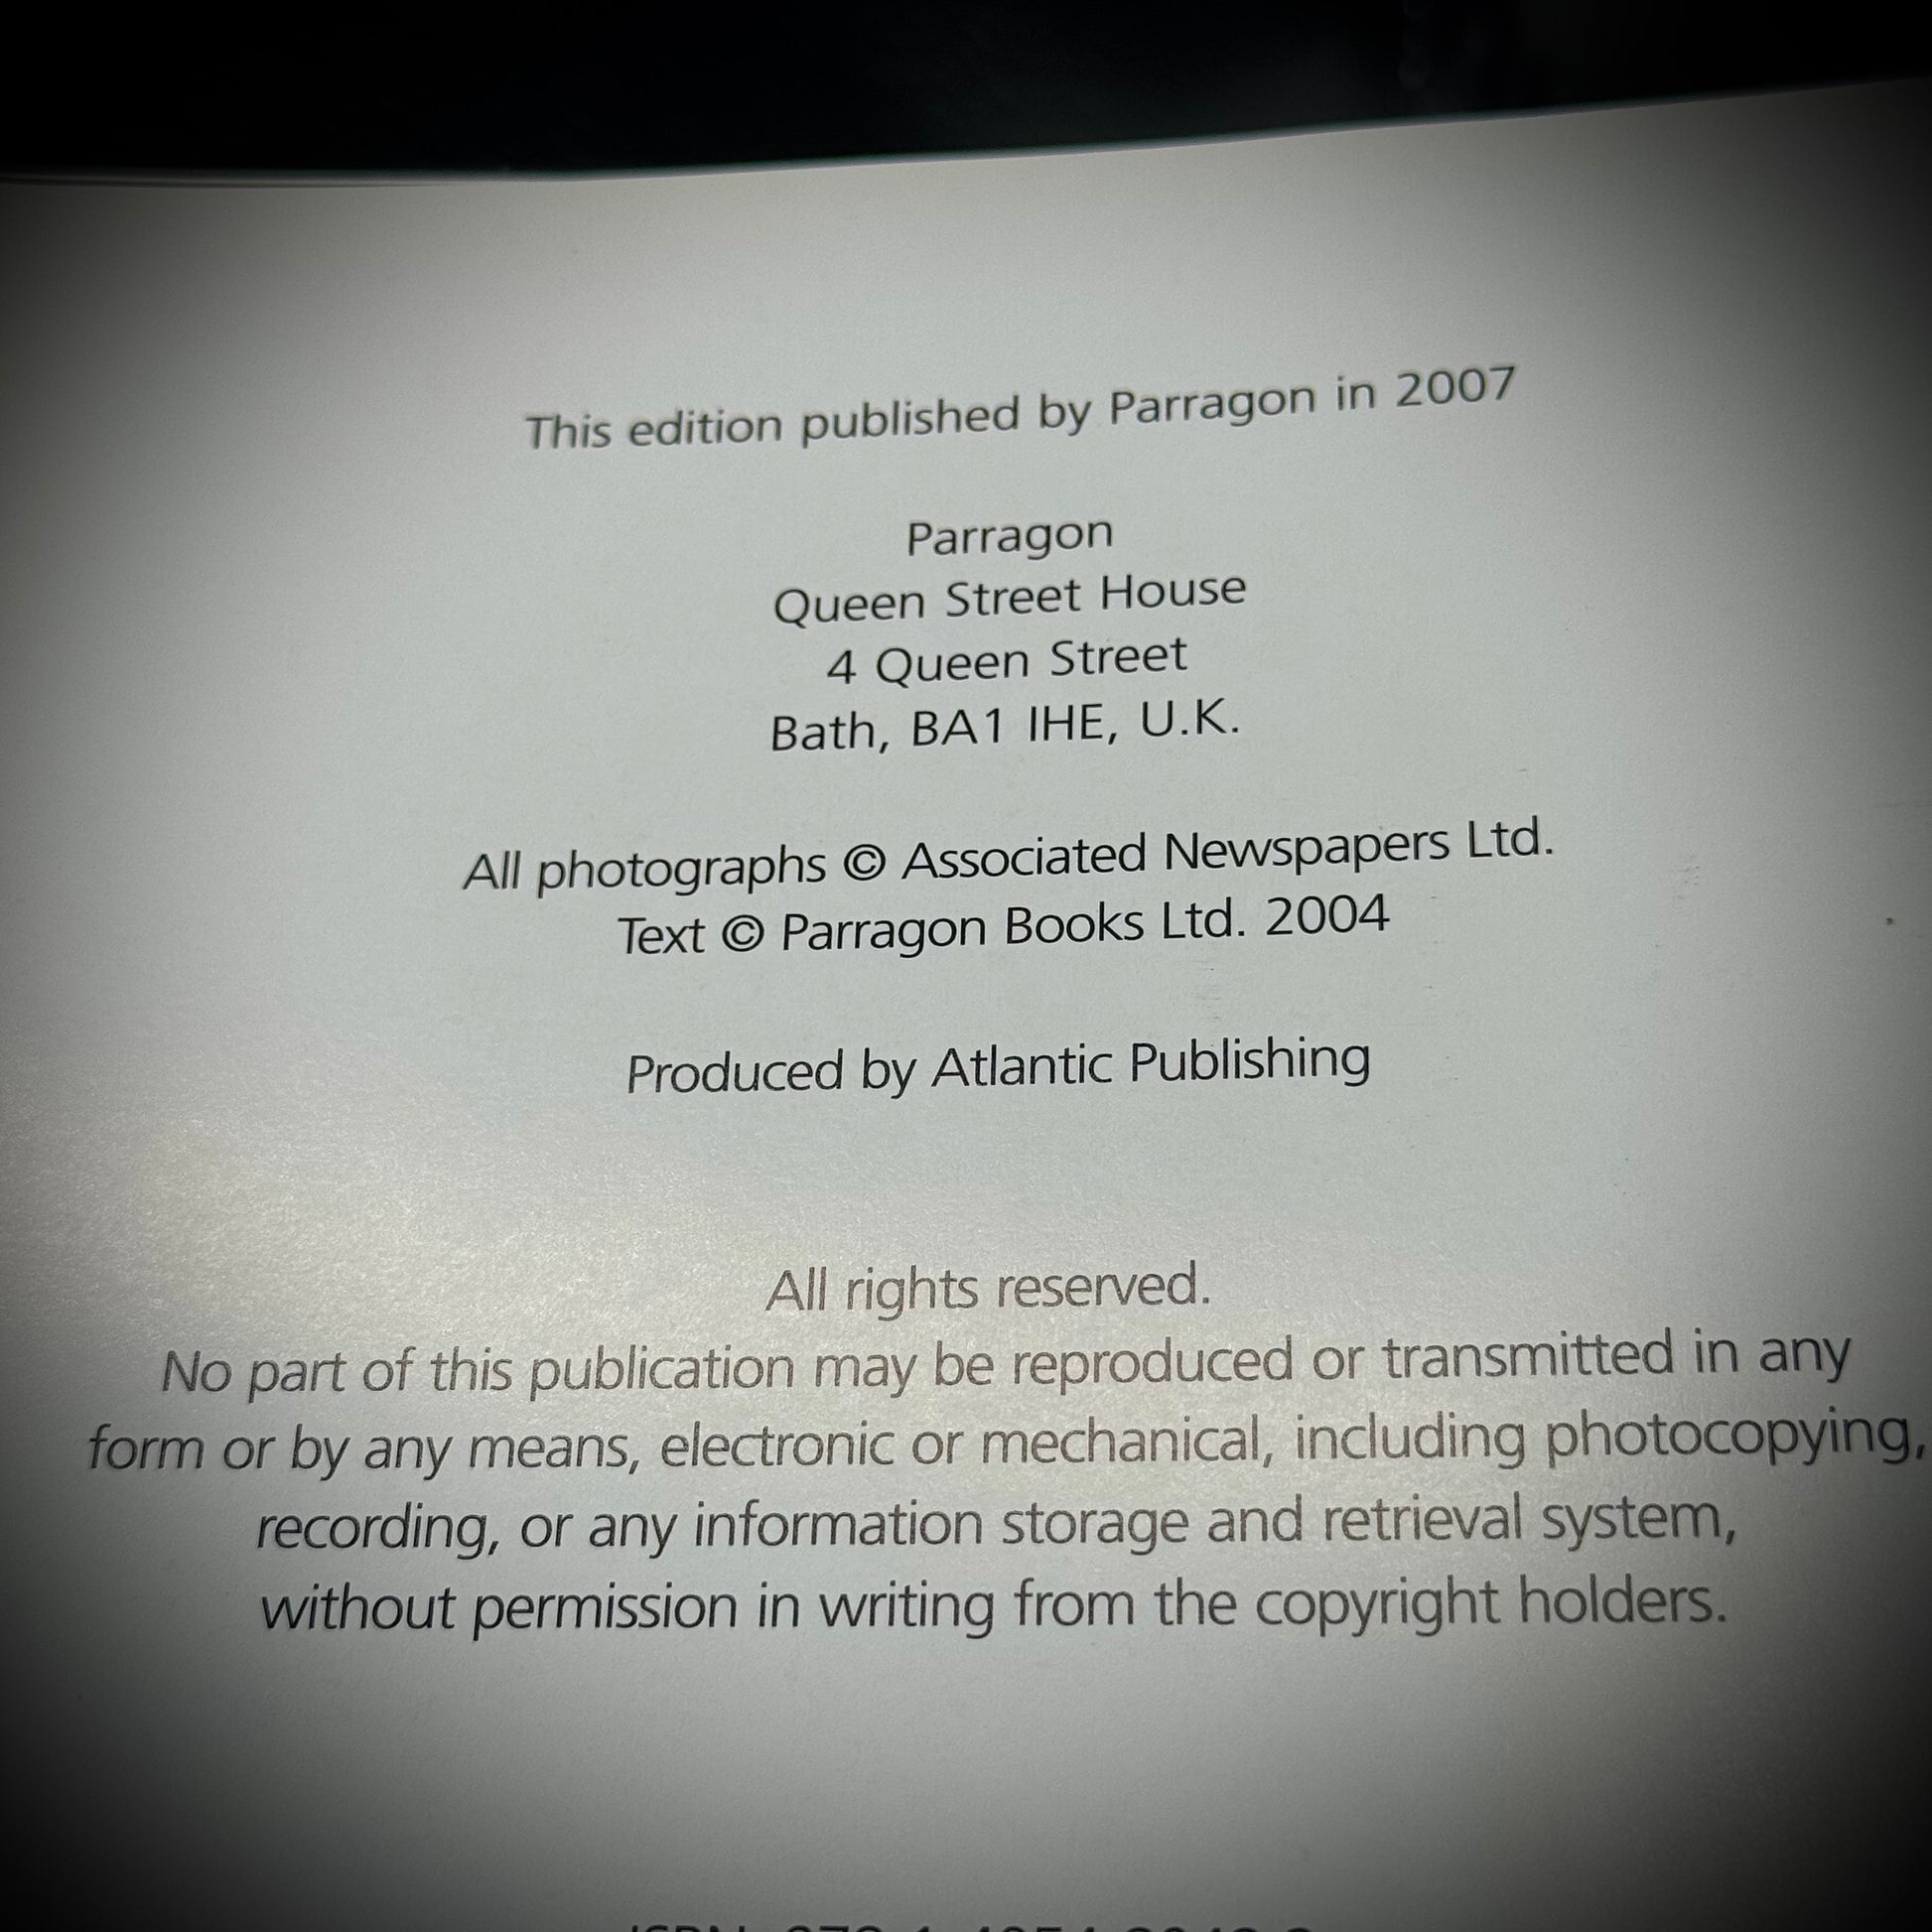 This edition published by Parragon in 2007
Parragon
Queen Street House
4 Queen Street
Bath, BA1 IHE, U.K.
All photographs © Associated Newspapers Ltd.
Text © Parragon Books Ltd. 2004
Produced by Atlantic Publishing
All rights reserved.
No part of this publication may be reproduced or transmitted in any
form or by any means, electronic or mechanical, including photocopying,
recording, or any information storage and retrieval system,
without permission in writing from the copyright holders.
ISBN